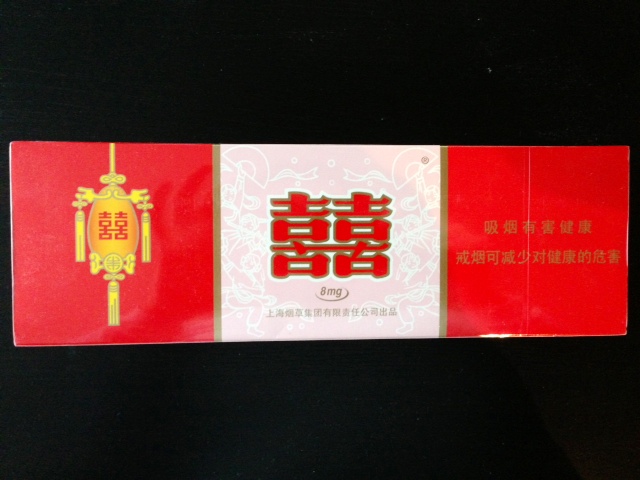 囍
囍
®
8mg
上海烟草集团有限责任公司出品
吸烟有害健康
戒烟可减少对健康的危害